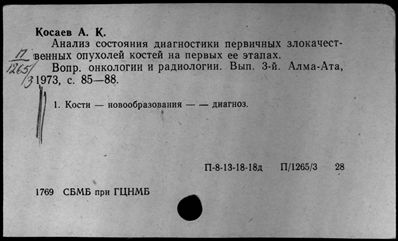 Косаев А. К.
Анализ состояния диагностики первичных злокачест-
венных опухолей костей на первых ее этапах.
Вопр. онкологии и радиологии. Вып. 3-й. Алма-Ата,
1973, с. 85—88.
П
1265/
/3
1. Кости — новообразования — — диагноз.
П-8-13-18-18д П/1265/3 28
1769 СБМБ при ГЦНМБ